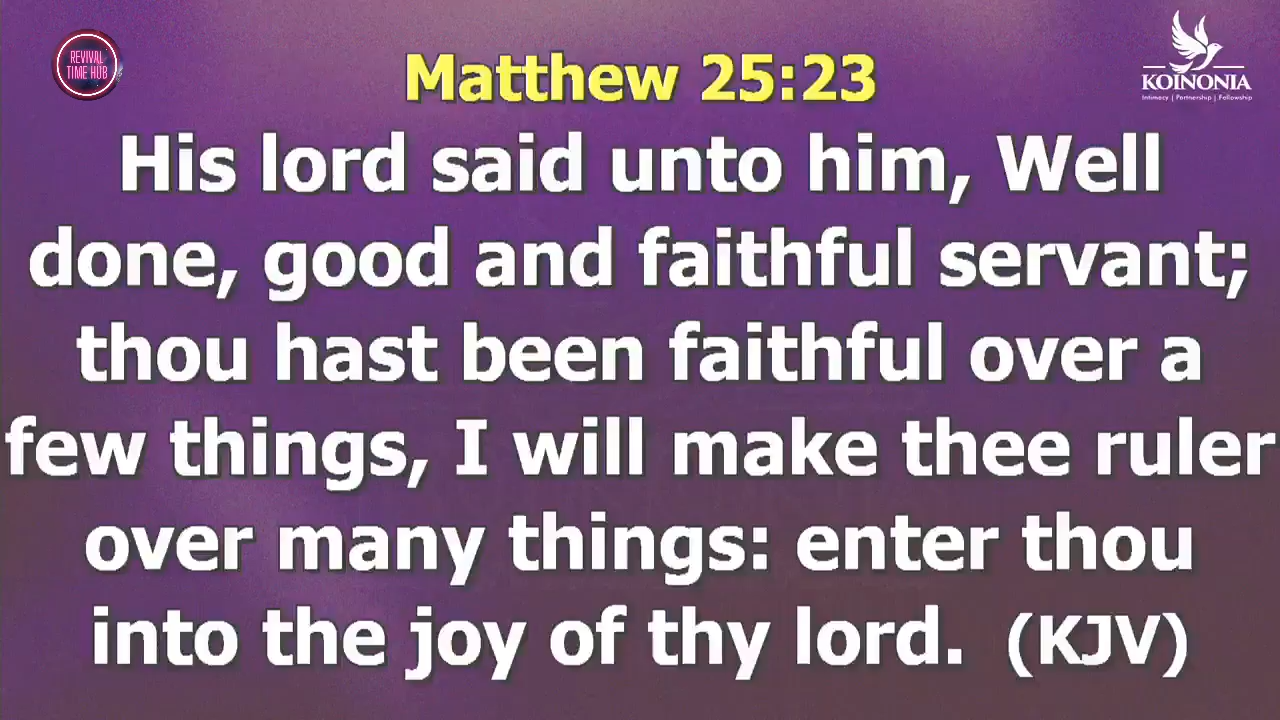 REVIVAL
TIME HUB
KOINONIA
Intimacy | Partnership | Fellowship
Matthew 25:23
His lord said unto him, Well
done, good and faithful servant;
thou hast been faithful over a
few things, I will make thee ruler
over many things: enter thou
into the joy of thy lord. (KJV)